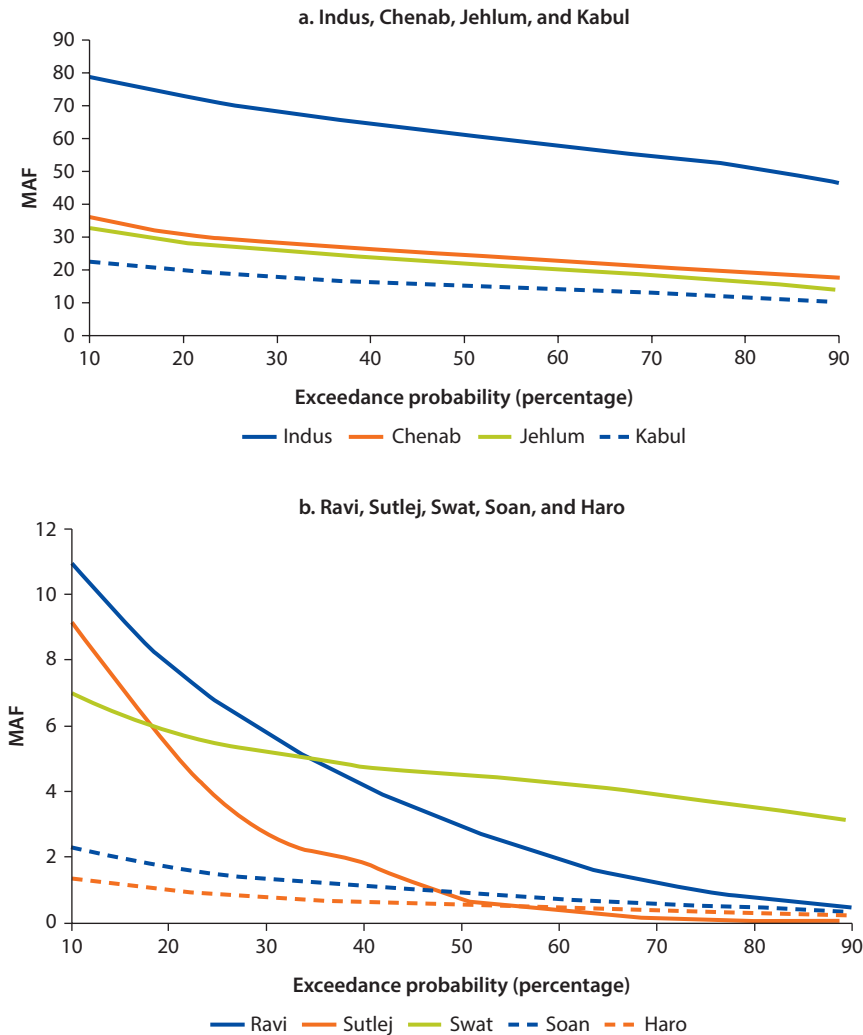 a. Indus, Chenab, Jehlum, and Kabul
90
80
70
60
50
40
30
20
10
0
MAF
10 20 30 40 50 60 70 80 90
Exceedance probability (percentage)
Indus Chenab Jehlum Kabul
b. Ravi, Sutlej, Swat, Soan, and Haro
12
10
8
6
4
2
0
MAF
10 20 30 40 50 60 70 80 90
Exceedance probability (percentage)
Ravi Sutlej Swat Soan Haro